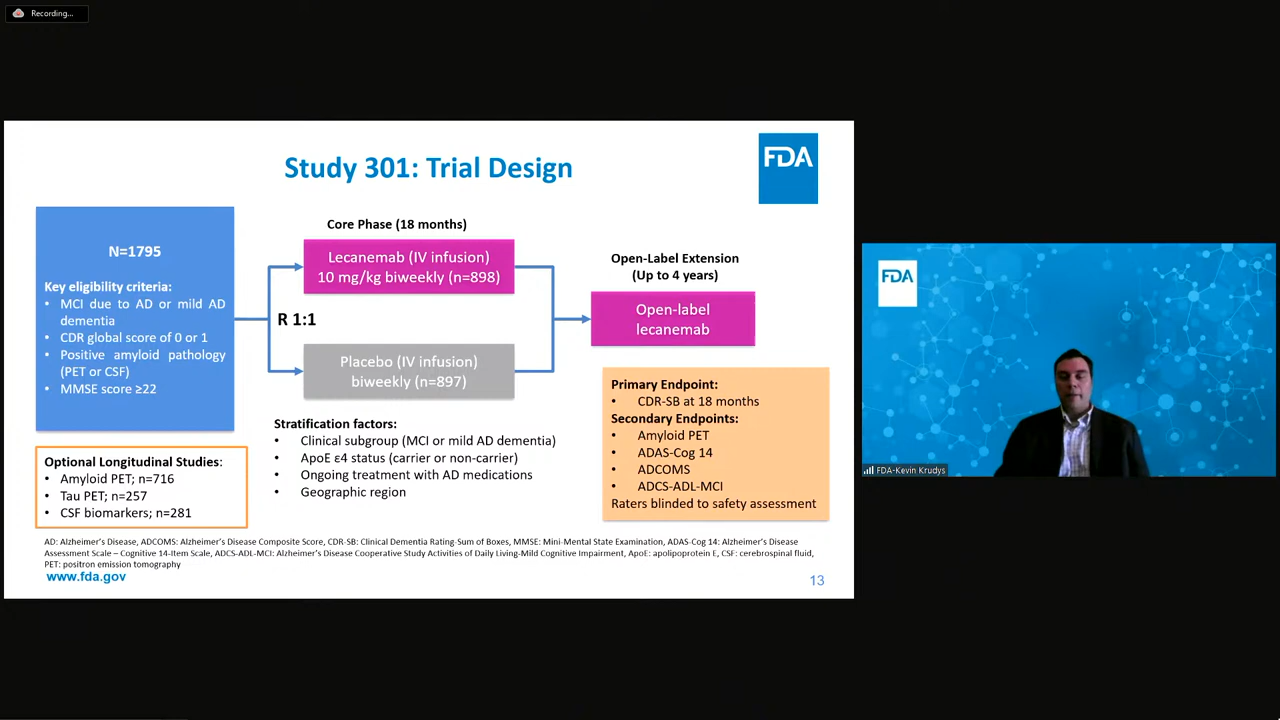 Recording...
Study 301: Trial Design
FDA
N=1795
Key eligibility criteria:
• MCI due to AD or mild AD
dementia
• CDR global score of 0 or 1
• Positive amyloid pathology
(PET or CSF)
• MMSE score ≥22
Core Phase (18 months)
Lecanemab (IV infusion)
10 mg/kg biweekly (n=898)
R 1:1
Placebo (IV infusion)
biweekly (n=897)
Open-Label Extension
(Up to 4 years)
Open-label
lecanemab
Stratification factors:
• Clinical subgroup (MCI or mild AD dementia)
• ApoE ε4 status (carrier or non-carrier)
• Ongoing treatment with AD medications
• Geographic region
Primary Endpoint:
• CDR-SB at 18 months
Secondary Endpoints:
• Amyloid PET
• ADAS-Cog 14
• ADCOMS
• ADCS-ADL-MCI
Raters blinded to safety assessment
Optional Longitudinal Studies:
• Amyloid PET; n=716
• Tau PET; n=257
• CSF biomarkers; n=281
AD: Alzheimer's Disease, ADCOMS: Alzheimer's Disease Composite Score, CDR-SB: Clinical Dementia Rating-Sum of Boxes, MMSE: Mini-Mental State Examination, ADAS-Cog 14: Alzheimer's Disease
Assessment Scale – Cognitive 14-Item Scale, ADCS-ADL-MCI: Alzheimer's Disease Cooperative Study Activities of Daily Living-Mild Cognitive Impairment, ApoE: apolipoprotein E, CSF: cerebrospinal fluid,
PET: positron emission tomography
www.fda.gov
13
FDA
FDA-Kevin Krudys